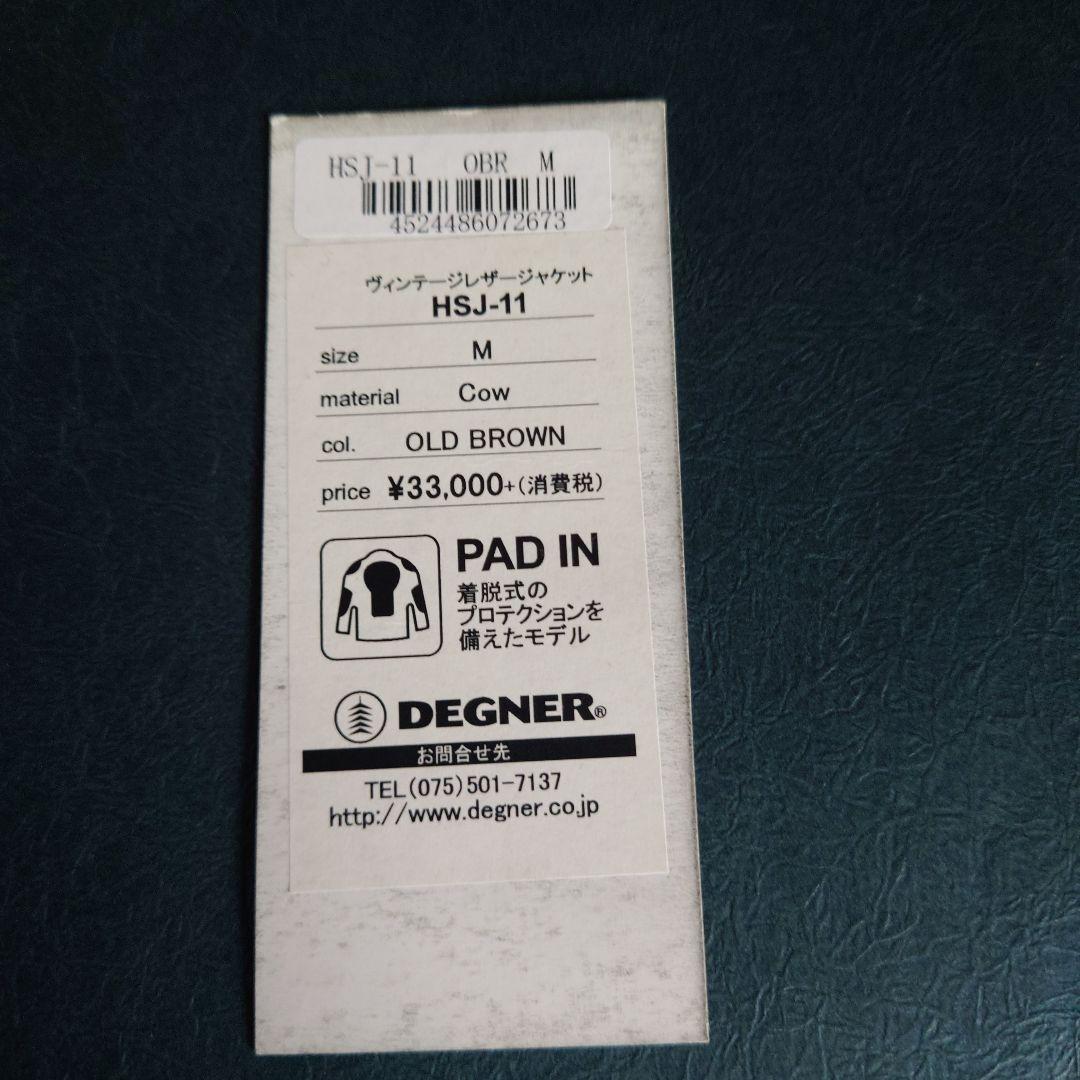 HSJ-11 OBR M
4524486072673
ヴィンテージレザージャケット
HSJ-11
size M
material Cow
col. OLD BROWN
price ¥33,000+(消費税)
PAD IN
着脱式の
プロテクションを
備えたモデル
DEGNER®
お問合せ先
TEL(075)501-7137
http://www.degner.co.jp